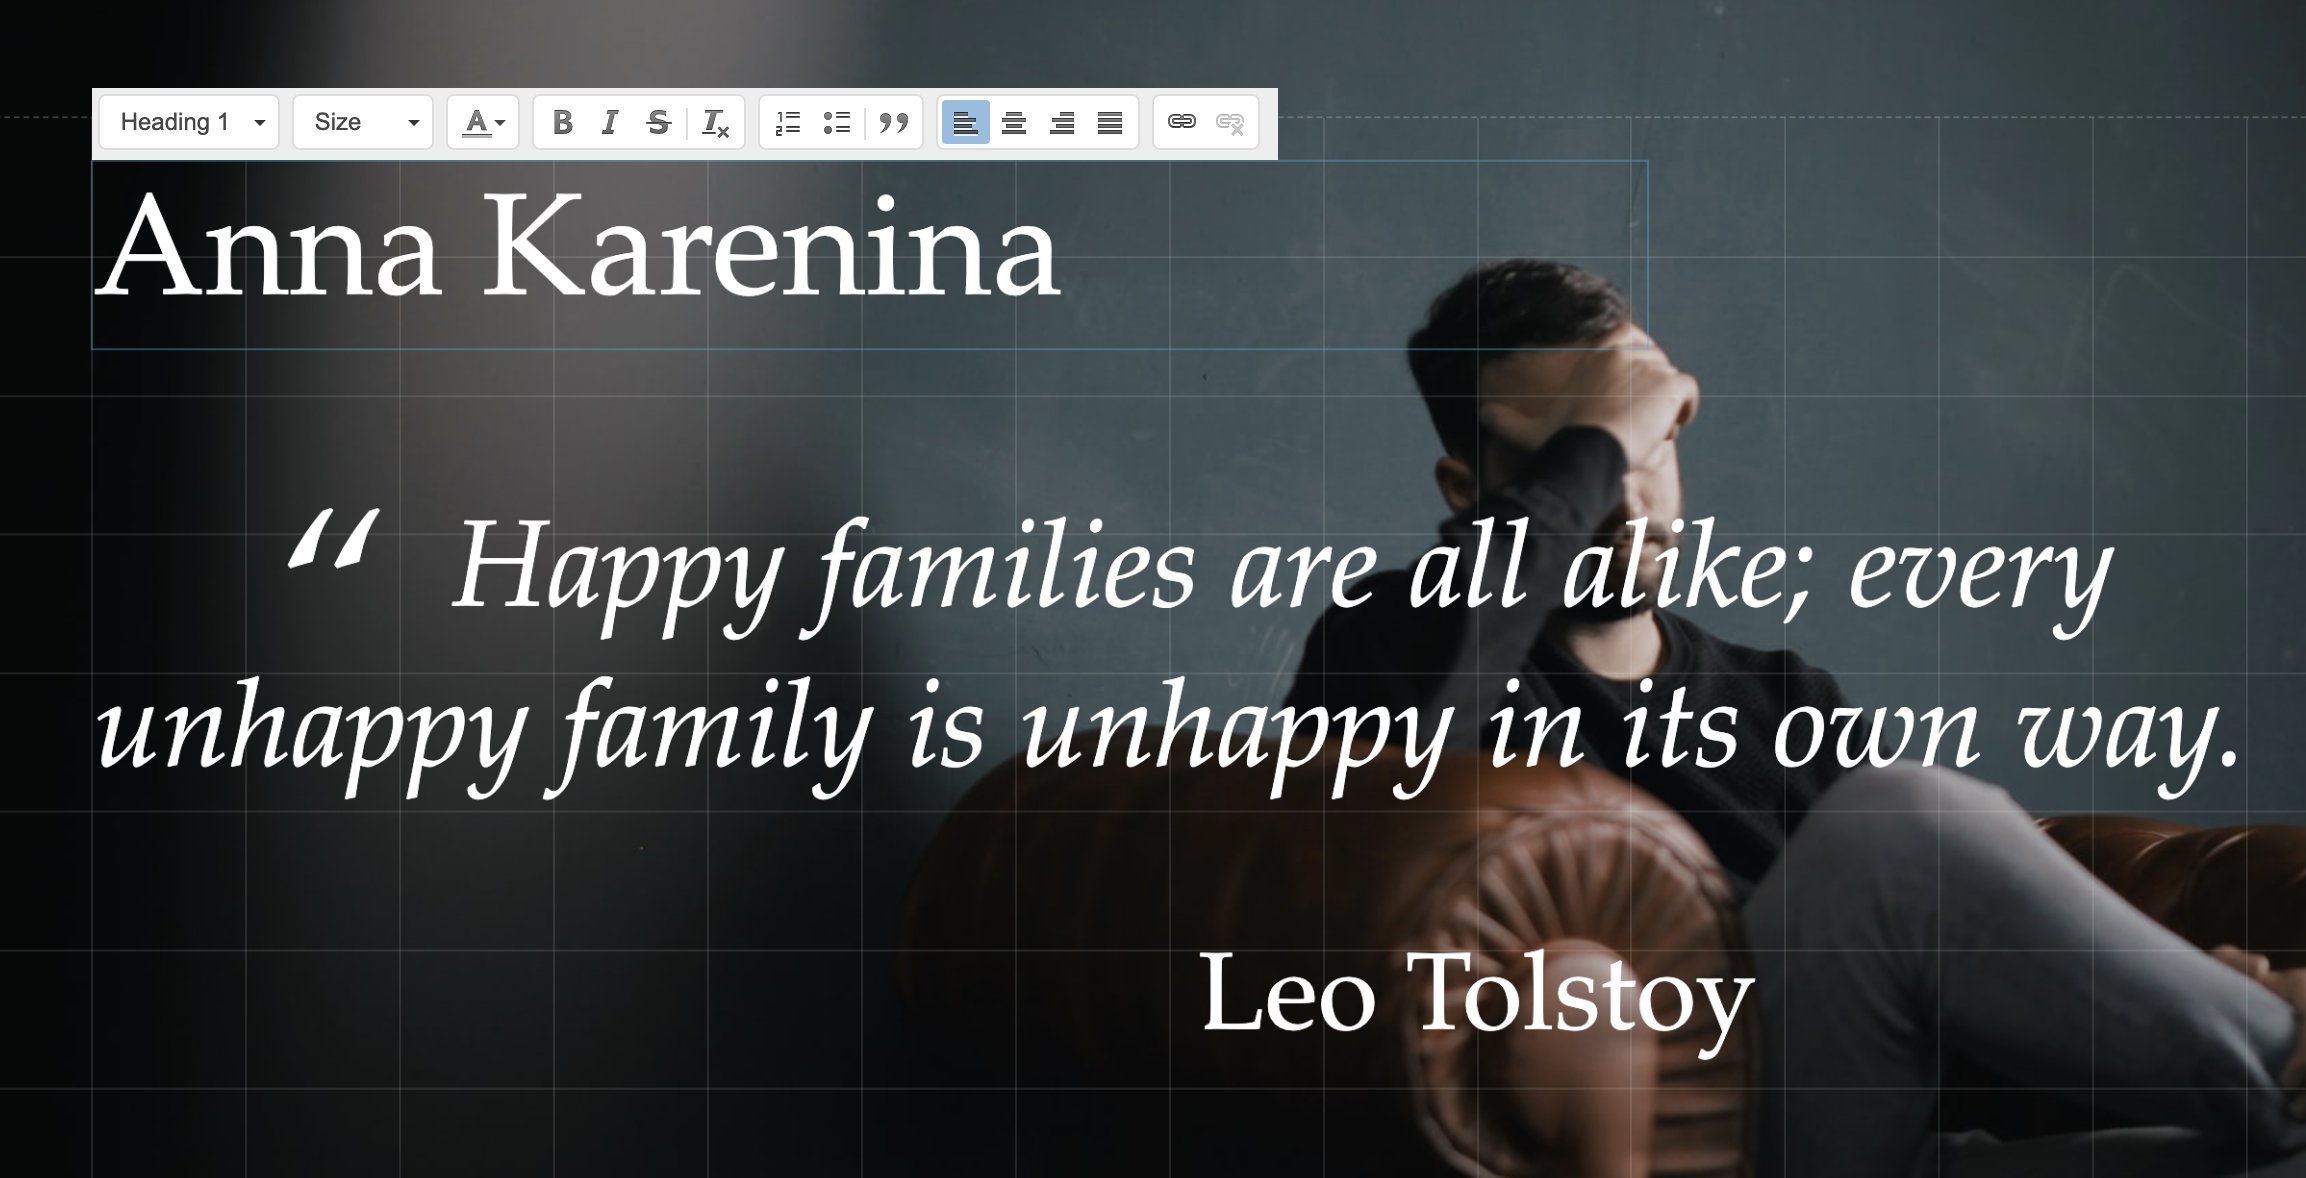 Heading 1 Size A B I S Tx
Anna Karenina
“ Happy families are all alike; every
unhappy family is unhappy in its own way.
Leo Tolstoy